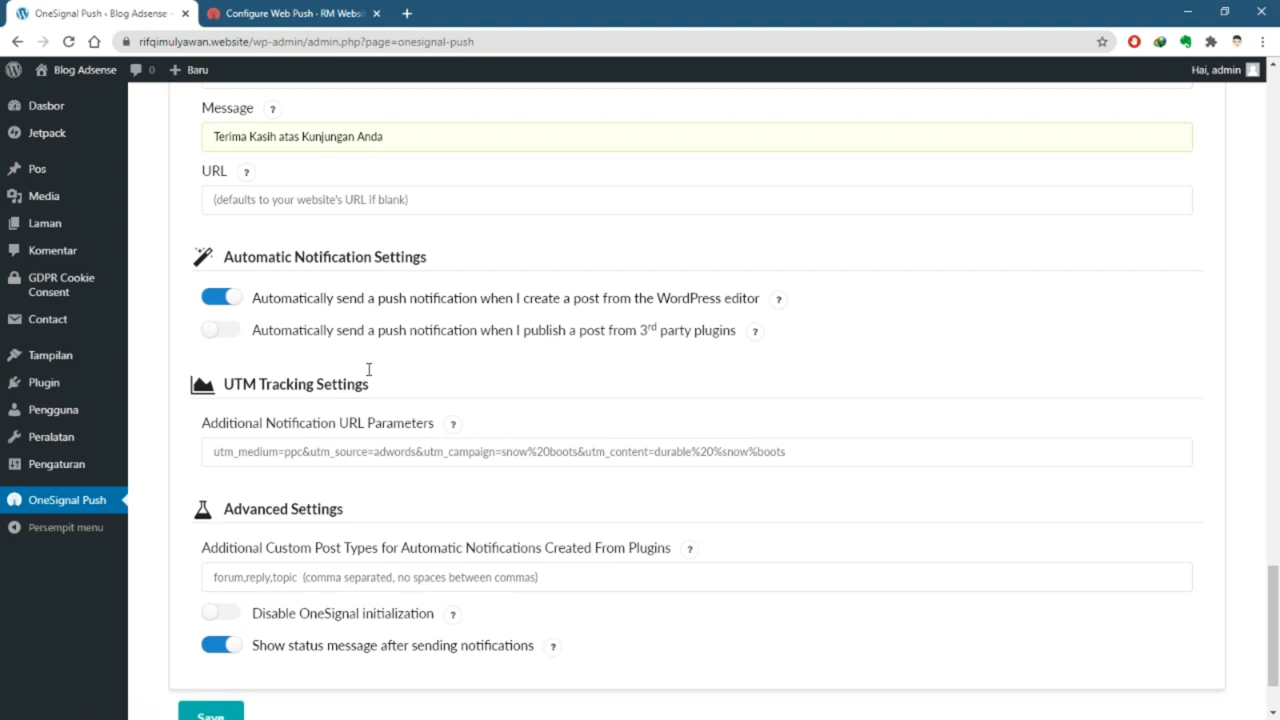 OneSignal Push ‹ Blog Adsense –
Configure Web Push · RM Websi
rifqimulyawan.website/wp-admin/admin.php?page=onesignal-push
Blog Adsense
0
Baru
Hai, admin
Dasbor
Jetpack
Pos
Media
Laman
Komentar
GDPR Cookie
Consent
Contact
Tampilan
Plugin
Pengguna
Peralatan
Pengaturan
OneSignal Push
Persempit menu
Message ?
Terima Kasih atas Kunjungan Anda
URL ?
(defaults to your website's URL if blank)
Automatic Notification Settings
Automatically send a push notification when I create a post from the WordPress editor ?
Automatically send a push notification when I publish a post from 3rd party plugins ?
UTM Tracking Settings
Additional Notification URL Parameters ?
utm_medium=ppc&utm_source=adwords&utm_campaign=snow%20boots&utm_content=durable%20%snow%boots
Advanced Settings
Additional Custom Post Types for Automatic Notifications Created From Plugins ?
forum,reply,topic (comma separated, no spaces between commas)
Disable OneSignal initialization ?
Show status message after sending notifications ?
Save